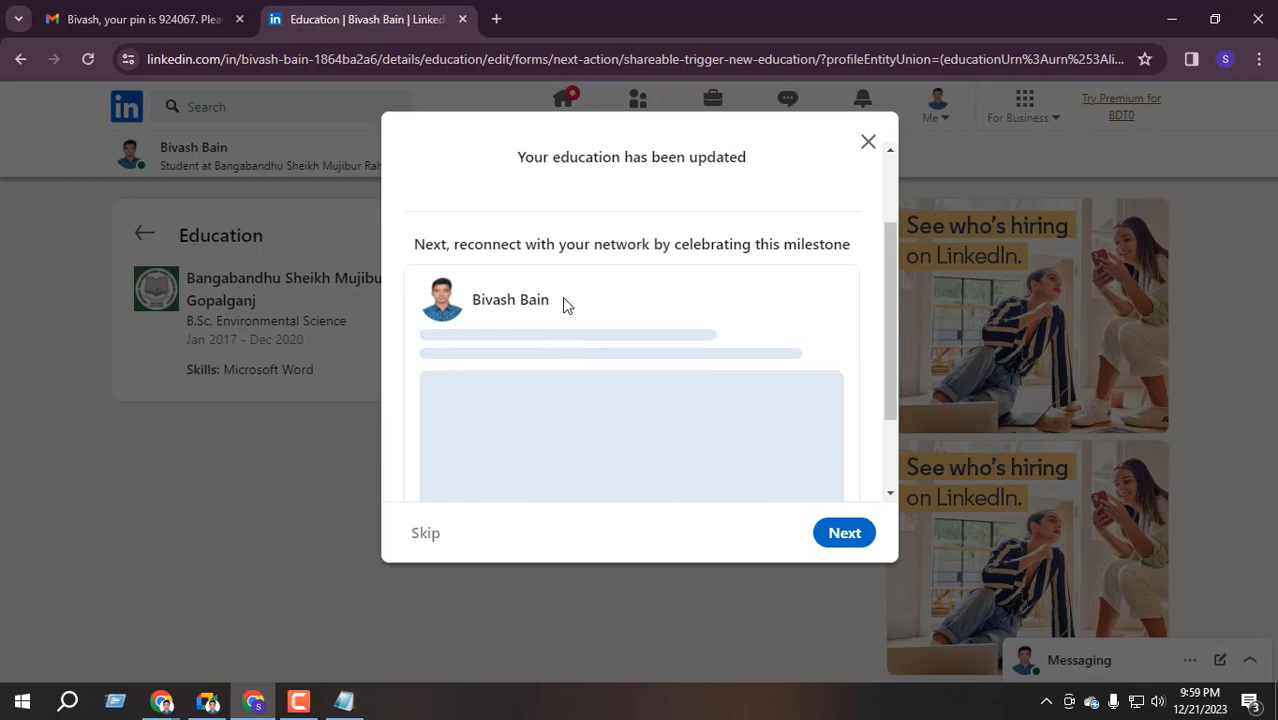 Bivash, your pin is 924067. Plea
Education | Bivash Bain | Linked
linkedin.com/in/bivash-bain-1864ba2a6/details/education/edit/forms/next-action/shareable-trigger-new-education/?profileEntityUnion=(educationUrn%3Aurn%253Ali...
S
in
Search
Me
For Business
Try Premium for
BDT0
Bivash Bain
Student at Bangabandhu Sheikh Mujibur Rah
Education
Bangabandhu Sheikh Mujibu
Gopalganj
B.Sc, Environmental Science
Jan 2017 - Dec 2020
Skills: Microsoft Word
Your education has been updated
Next, reconnect with your network by celebrating this milestone
Bivash Bain
Skip
Next
See who's hiring
on LinkedIn.
See who's hiring
on LinkedIn.
Messaging
9:59 PM
12/21/2023
3